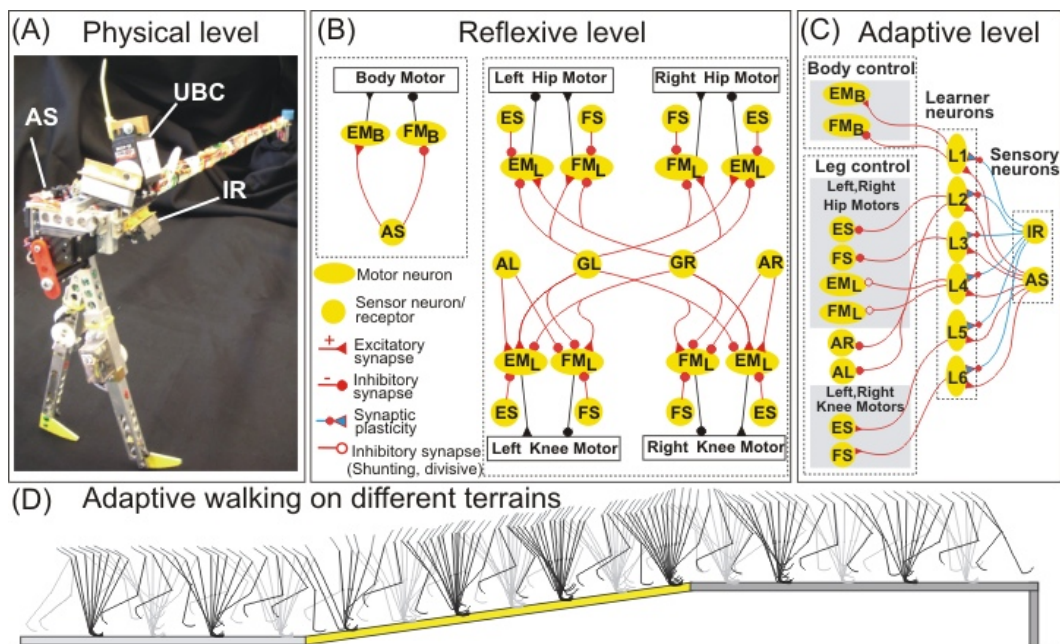 (A) Physical level
AS
UBC
IR
(B) Reflexive level
Body Motor
EMB
FMB
AS
Left Hip Motor
Right Hip Motor
ES
FS
FS
ES
EML
FML
FML
EML
AL
GL
GR
AR
EML
FML
FML
EML
ES
FS
FS
ES
Left Knee Motor
Right Knee Motor
Motor neuron
Sensor neuron/
receptor
+
Excitatory
synapse
-
Inhibitory
synapse
Synaptic
plasticity
Inhibitory synapse
(Shunting, divisive)
(C) Adaptive level
Body control
EMB
FMB
Learner
neurons
Sensory
neurons
Leg control
Left,Right
Hip Motors
ES
FS
EML
FML
AR
AL
Left,Right
Knee Motors
ES
FS
L1
L2
L3
L4
L5
L6
IR
AS
(D) Adaptive walking on different terrains